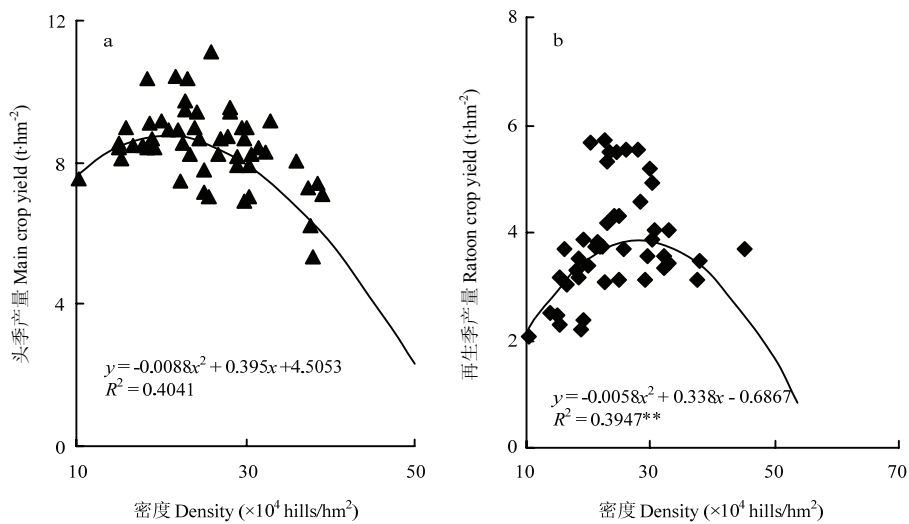 a
12
8
4
0
头季产量 Main crop yield (t·hm⁻²)
y = -0.0088x² + 0.395x+4.5053
R² = 0.4041
10
30
50
密度 Density (×10⁴ hills/hm²)
b
8
6
4
2
0
再生季产量 Ratoon crop yield (t·hm⁻²)
y = -0.0058x² + 0.338x - 0.6867
R² = 0.3947**
10
30
50
70
密度 Density (×10⁴ hills/hm²)